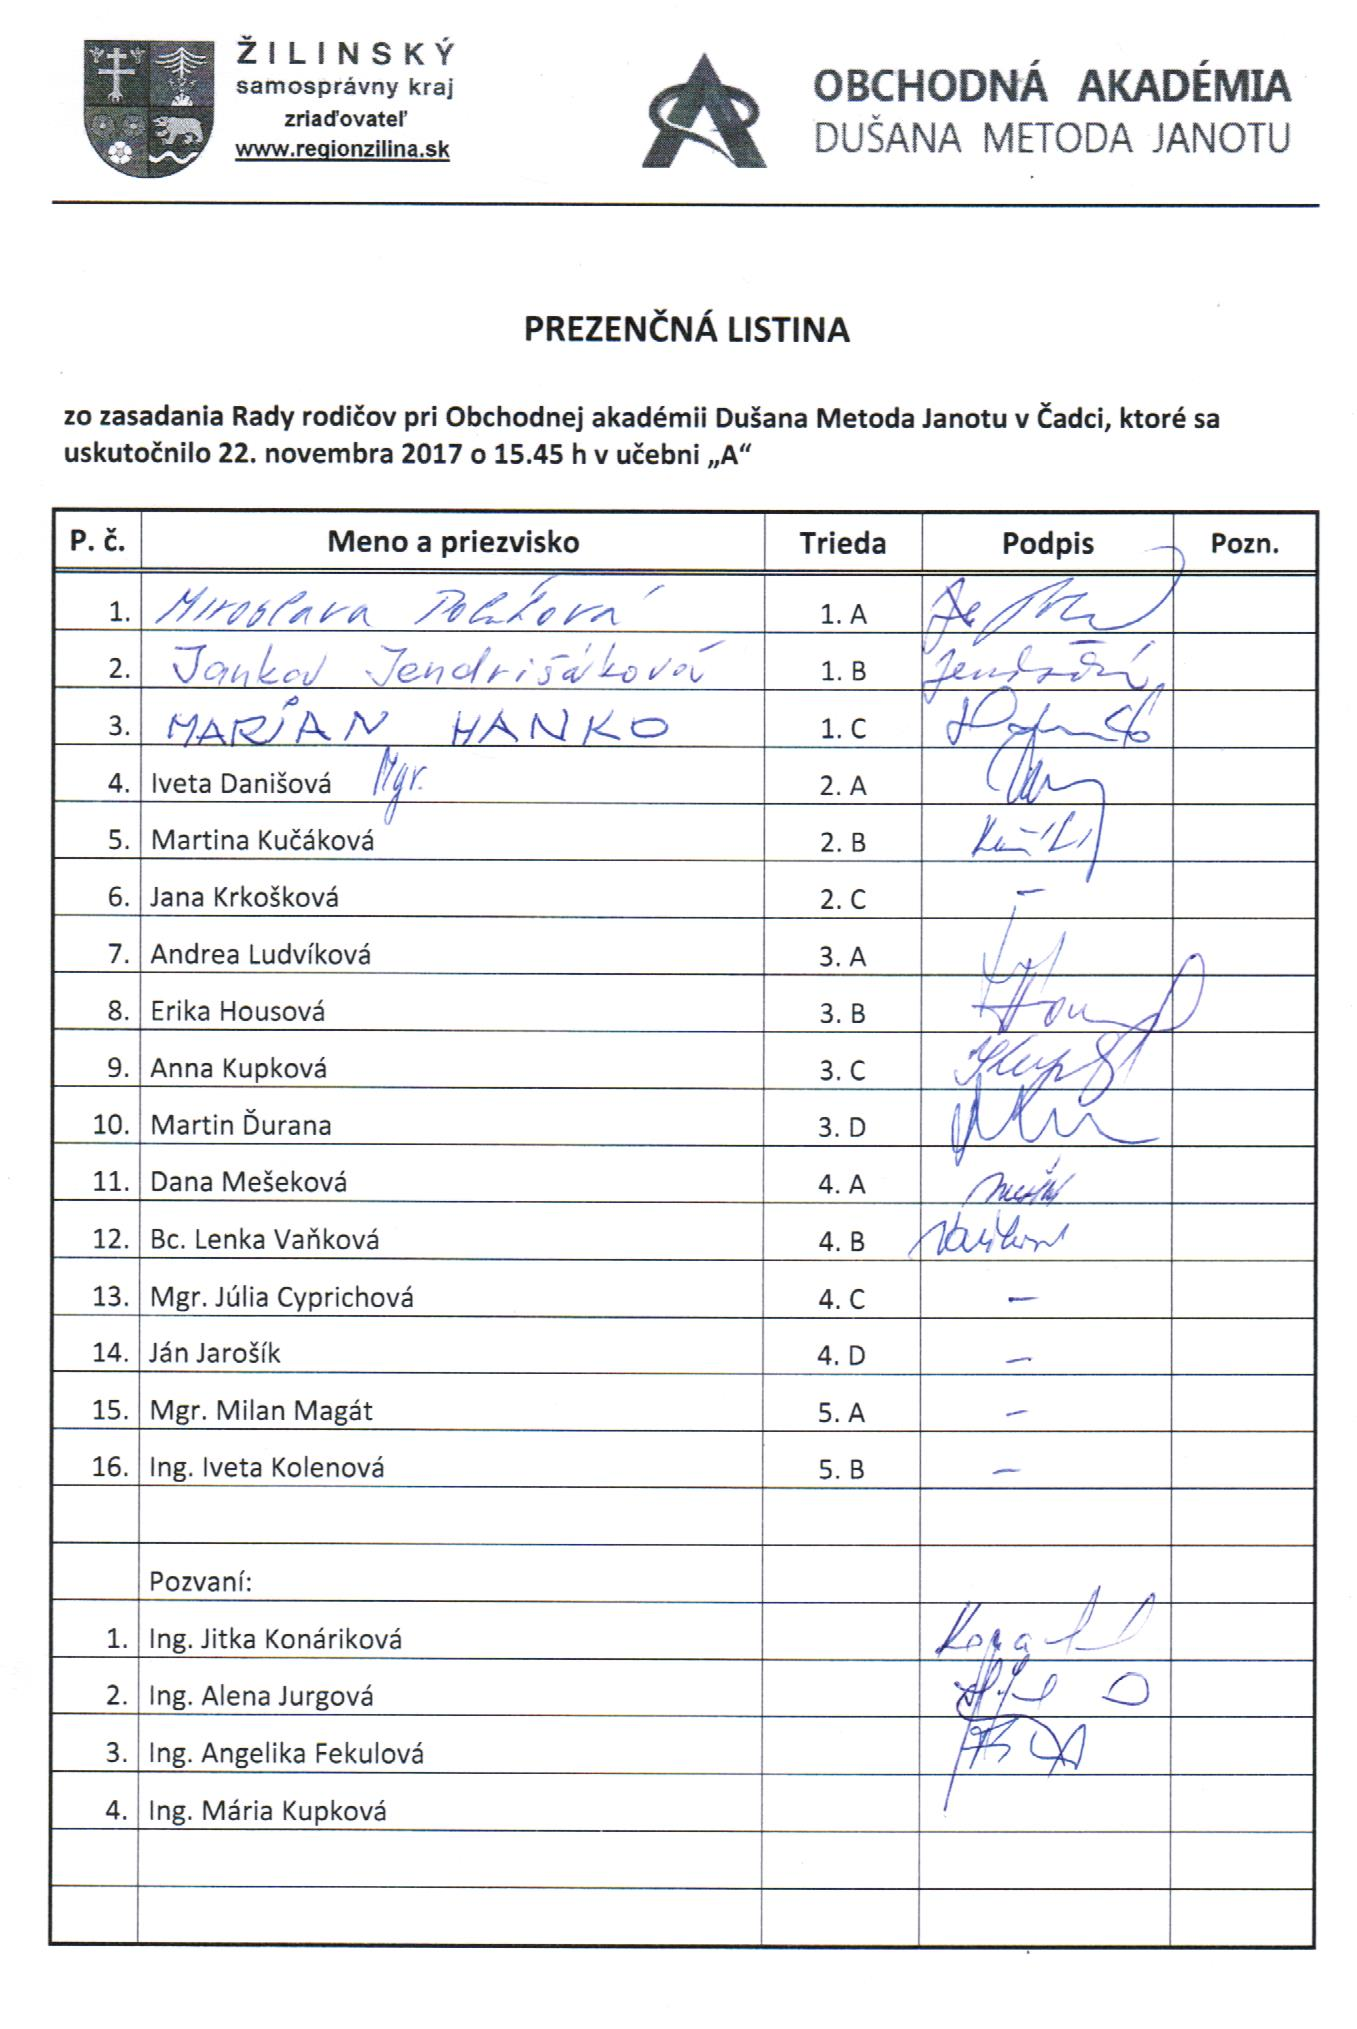 ŽILINSKÝ
samosprávny kraj
zriaďovateľ
www.regionzilina.sk
OBCHODNÁ AKADÉMIA
DUŠANA METODA JANOTU
PREZENČNÁ LISTINA
zo zasadania Rady rodičov pri Obchodnej akadémii Dušana Metoda Janotu v Čadci, ktoré sa
uskutočnilo 22. novembra 2017 o 15.45 h v učebni „A“
P. č. Meno a priezvisko Trieda Podpis Pozn.
1. Miroslava 1. A
2. Janka Jendrišáková 1. B
3. MARIAN HANKO 1. C
4. Iveta Danišová Mgr. 2. A
5. Martina Kučáková 2. B
6. Jana Krkošková 2. C –
7. Andrea Ludvíková 3. A
8. Erika Housová 3. B
9. Anna Kupková 3. C
10. Martin Ďurana 3. D
11. Dana Mešeková 4. A
12. Bc. Lenka Vaňková 4. B
13. Mgr. Júlia Cyprichová 4. C –
14. Ján Jarošík 4. D –
15. Mgr. Milan Magát 5. A –
16. Ing. Iveta Kolenová 5. B –
Pozvaní:
1. Ing. Jitka Konáriková
2. Ing. Alena Jurgová
3. Ing. Angelika Fekulová
4. Ing. Mária Kupková